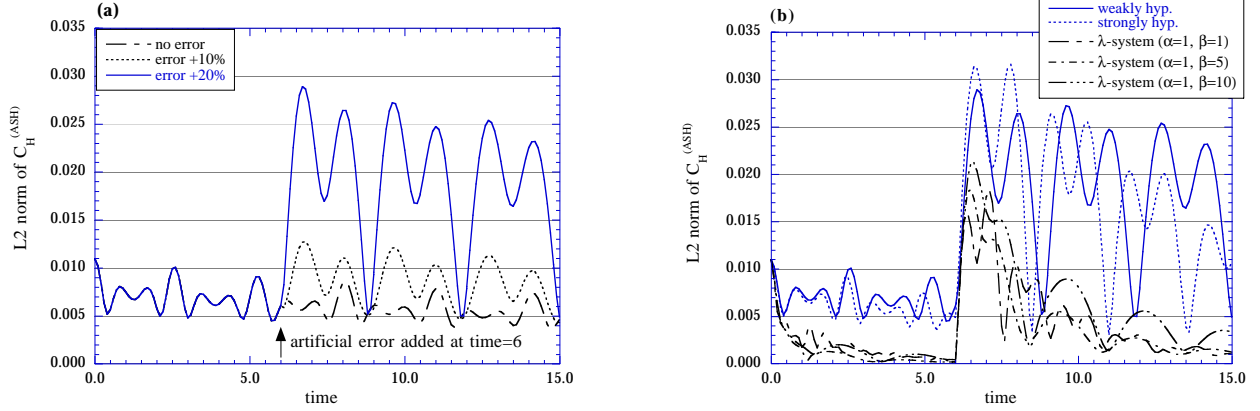 (a)
0.035
0.030
0.025
0.020
0.015
0.010
0.005
0.000
L2 norm of C_H^(ASH)
no error
error +10%
error +20%
artificial error added at time=6
0.0
5.0
10.0
15.0
time
(b)
0.035
0.030
0.025
0.020
0.015
0.010
0.005
0.000
L2 norm of C_H^(ASH)
weakly hyp.
strongly hyp.
λ-system (α=1, β=1)
λ-system (α=1, β=5)
λ-system (α=1, β=10)
0.0
5.0
10.0
15.0
time